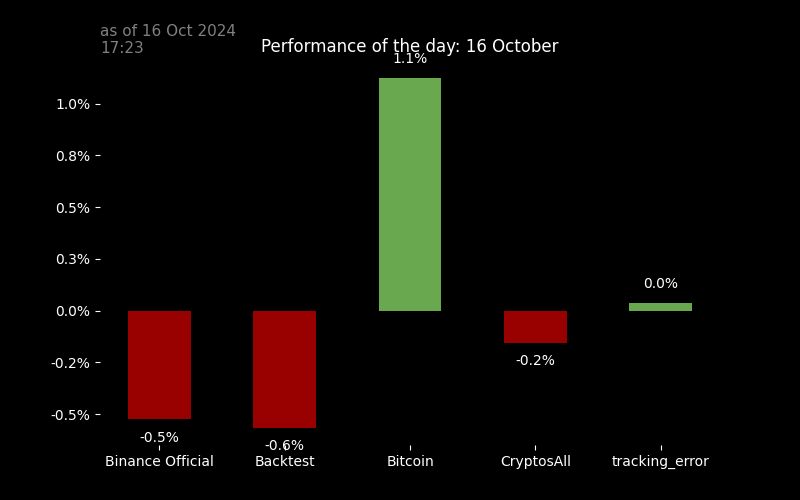 as of 16 Oct 2024
17:23
Performance of the day: 16 October
1.1%
1.0%
0.8%
0.5%
0.3%
0.0%
0.0%
-0.2%
-0.2%
-0.5%
-0.5%
-0.6%
Binance Official
Backtest
Bitcoin
CryptosAll
tracking_error